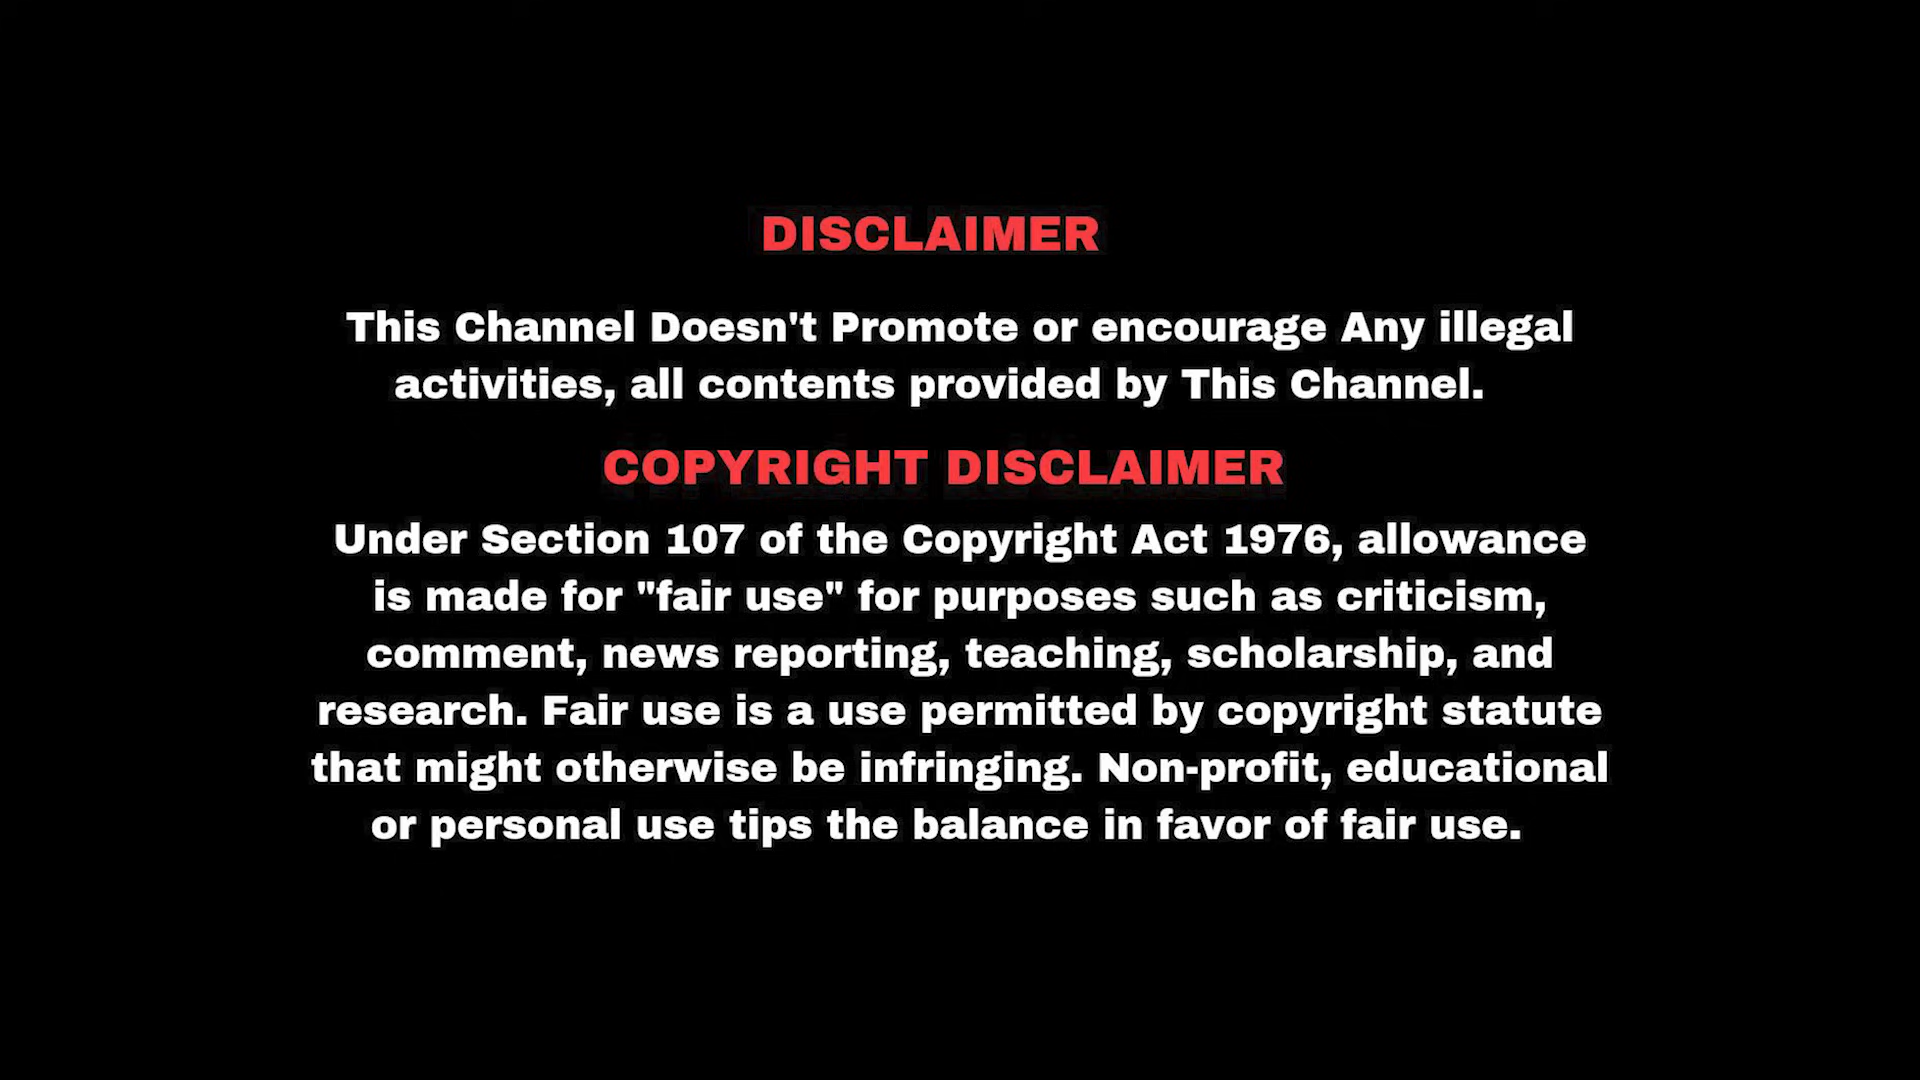 DISCLAIMER
This Channel Doesn't Promote or encourage Any illegal
activities, all contents provided by This Channel.
COPYRIGHT DISCLAIMER
Under Section 107 of the Copyright Act 1976, allowance
is made for "fair use" for purposes such as criticism,
comment, news reporting, teaching, scholarship, and
research. Fair use is a use permitted by copyright statute
that might otherwise be infringing. Non-profit, educational
or personal use tips the balance in favor of fair use.